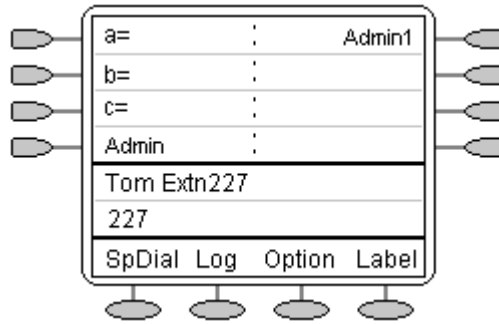 a= : Admin1
b= :
c= :
Admin :
Tom Extn227
227
SpDial Log Option Label